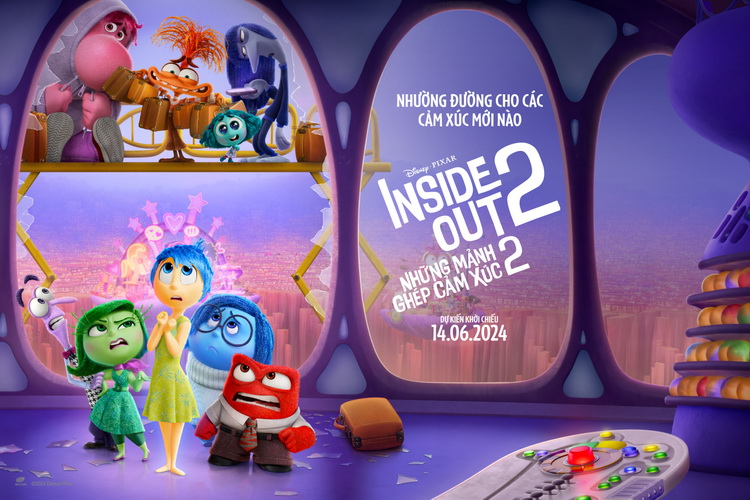 NHƯỜNG ĐƯỜNG CHO CÁC
CẢM XÚC MỚI NÀO
Disney PIXAR
INSIDE
OUT 2
NHỮNG MẢNH
GHÉP CẢM XÚC 2
DỰ KIẾN KHỞI CHIẾU
14.06.2024